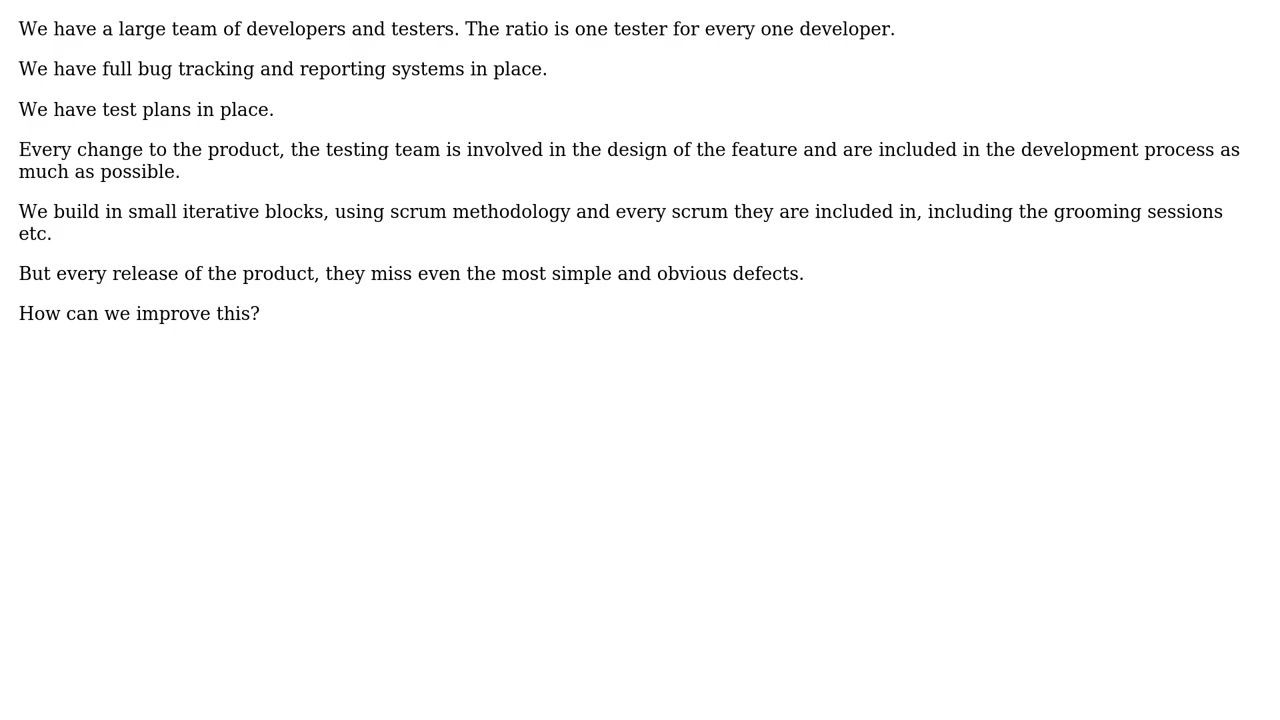 We have a large team of developers and testers. The ratio is one tester for every one developer.
We have full bug tracking and reporting systems in place.
We have test plans in place.
Every change to the product, the testing team is involved in the design of the feature and are included in the development process as
much as possible.
We build in small iterative blocks, using scrum methodology and every scrum they are included in, including the grooming sessions
etc.
But every release of the product, they miss even the most simple and obvious defects.
How can we improve this?